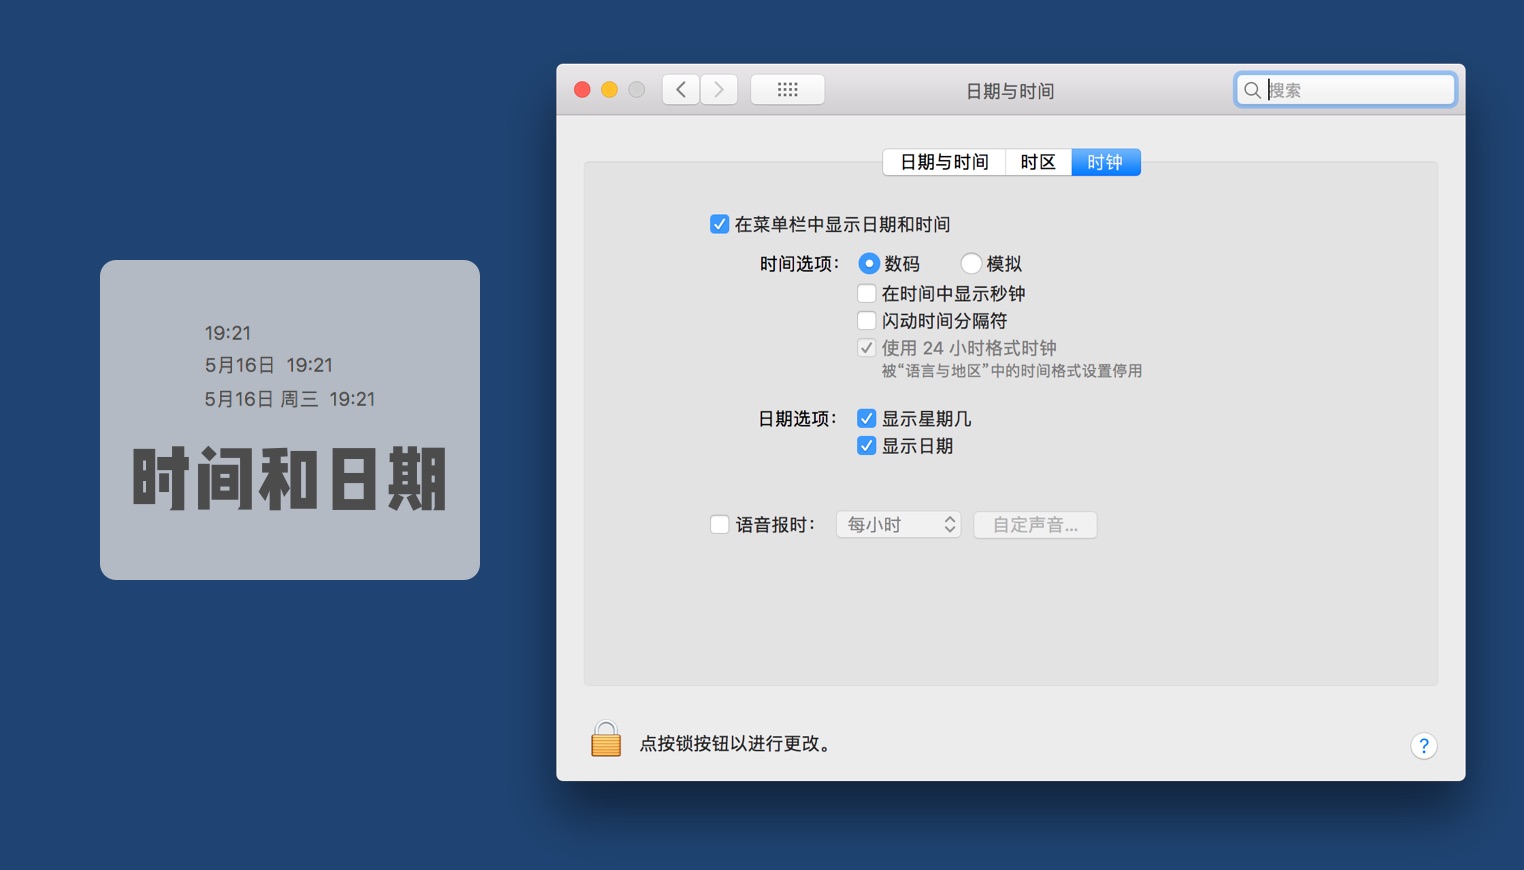 19:21
5月16日 19:21
5月16日 周三 19:21
时间和日期
日期与时间
搜索
日期与时间 时区 时钟
在菜单栏中显示日期和时间
时间选项： 数码 模拟
在时间中显示秒钟
闪动时间分隔符
使用 24 小时格式时钟
被“语言与地区”中的时间格式设置停用
日期选项： 显示星期几
显示日期
语音报时： 每小时 自定声音...
点按锁按钮以进行更改。
?